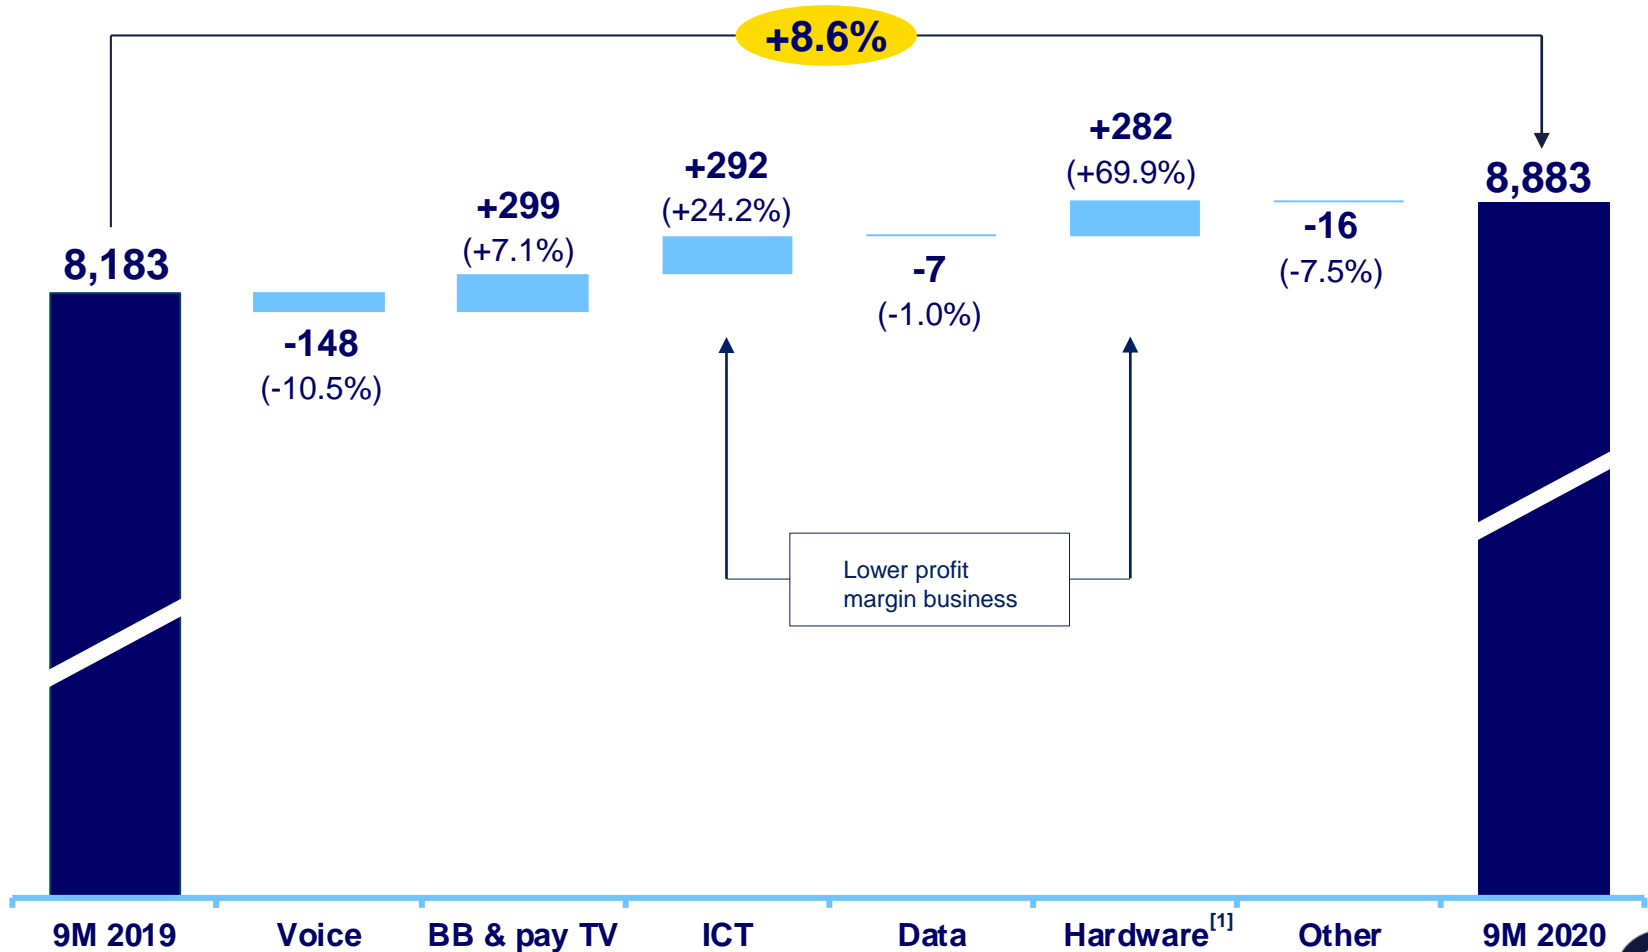 +8.6%
8,183
-148
(-10.5%)
+299
(+7.1%)
+292
(+24.2%)
-7
(-1.0%)
+282
(+69.9%)
-16
(-7.5%)
8,883
Lower profit
margin business
9M 2019
Voice
BB & pay TV
ICT
Data
Hardware[1]
Other
9M 2020